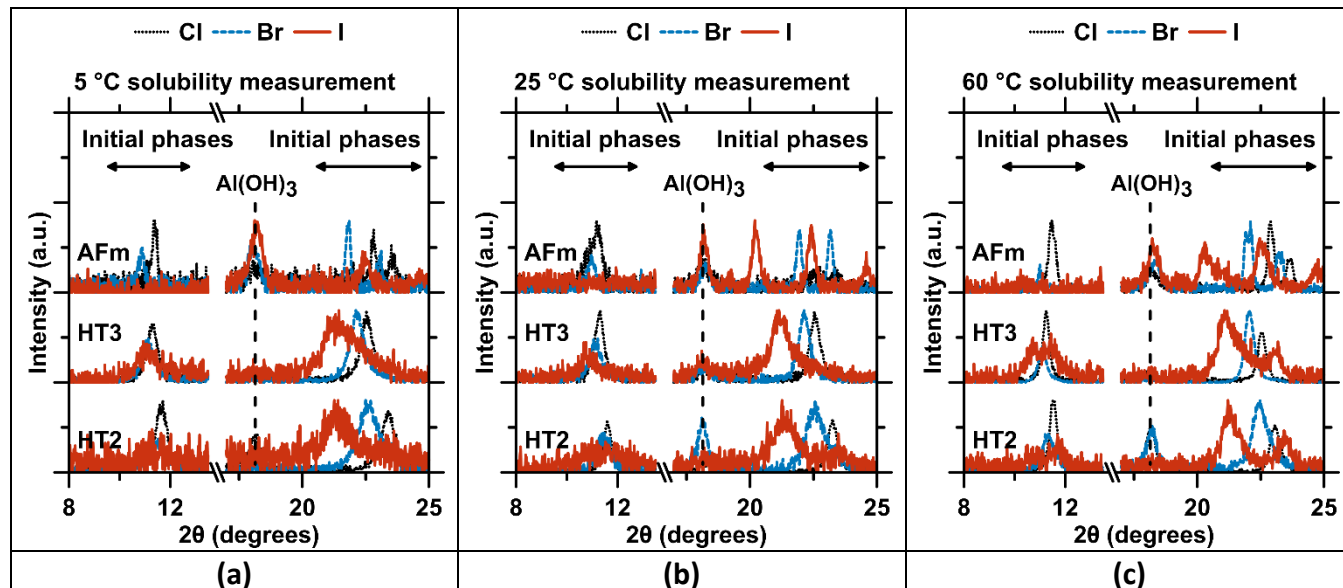 Cl Br I
5 °C solubility measurement
Initial phases Initial phases
Al(OH)3
AFm
HT3
HT2
Intensity (a.u.)
8 12 20 25
2θ (degrees)
(a)
Cl Br I
25 °C solubility measurement
Initial phases Initial phases
Al(OH)3
AFm
HT3
HT2
Intensity (a.u.)
8 12 20 25
2θ (degrees)
(b)
Cl Br I
60 °C solubility measurement
Initial phases Initial phases
Al(OH)3
AFm
HT3
HT2
Intensity (a.u.)
8 12 20 25
2θ (degrees)
(c)